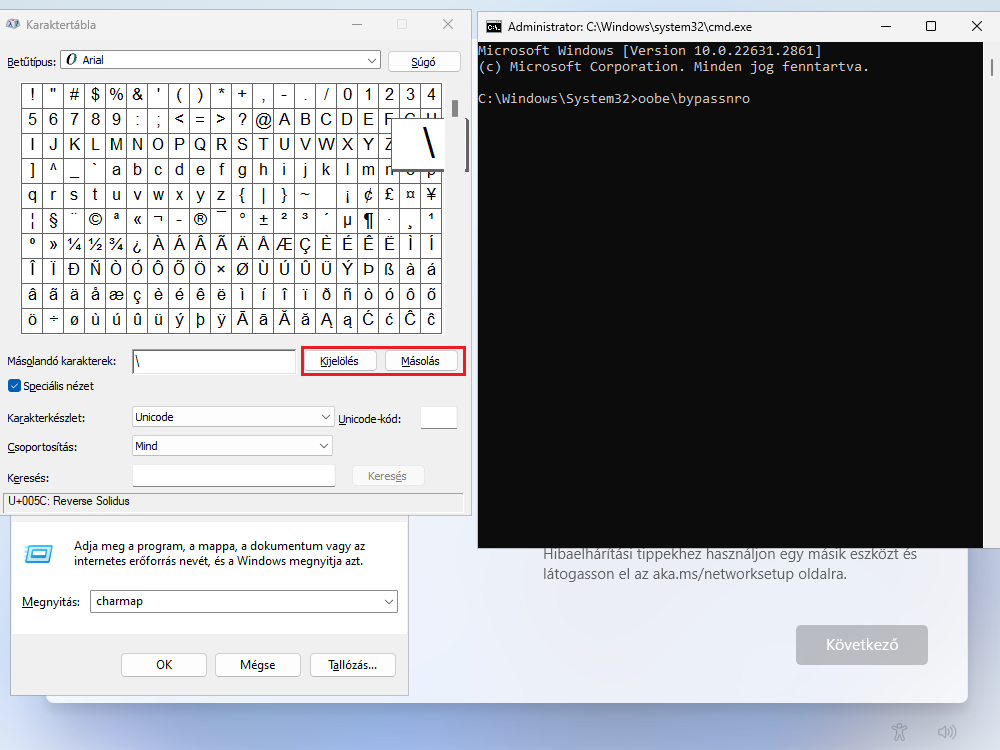 Karaktertábla
Betűtípus:
O Arial
Súgó
! " # $ % & ' ( ) * + , - . / 0 1 2 3 4
5 6 7 8 9 : ; < = > ? @ A B C D E F G H
I J K L M N O P Q R S T U V W X Y Z
\
] ^ _ ` a b c d e f g h i j k l m n o p
q r s t u v w x y z { | } ~ ¡ ¢ £ ¤ ¥
¦ § ¨ © ª « ¬ - ® ¯ ° ± ² ³ ´ µ ¶ · ¸ ¹
º » ¼ ½ ¾ ¿ À Á Â Ã Ä Å Æ Ç È É Ê Ë Ì Í
Î Ï Ð Ñ Ò Ó Ô Õ Ö × Ø Ù Ú Û Ü Ý Þ ß à á
â ã ä å æ ç è é ê ë ì í î ï ð ñ ò ó ô õ
ö ÷ ø ù ú û ü ý þ ÿ Ā ā Ă ă Ą ą Ć ć Ĉ ĉ
Másolandó karakterek:
\
Kijelölés
Másolás
Speciális nézet
Karakterkészlet:
Unicode
Unicode-kód:
Csoportosítás:
Mind
Keresés:
Keresés
U+005C: Reverse Solidus
Adja meg a program, a mappa, a dokumentum vagy az
internetes erőforrás nevét, és a Windows megnyitja azt.
Megnyitás:
charmap
OK
Mégse
Tallózás...
Administrator: C:\Windows\system32\cmd.exe
Microsoft Windows [Version 10.0.22631.2861]
(c) Microsoft Corporation. Minden jog fenntartva.
C:\Windows\System32>oobe\bypassnro
Hibaelhárítási tippekhez használjon egy másik eszközt és
látogasson el az aka.ms/networksetup oldalra.
Következő